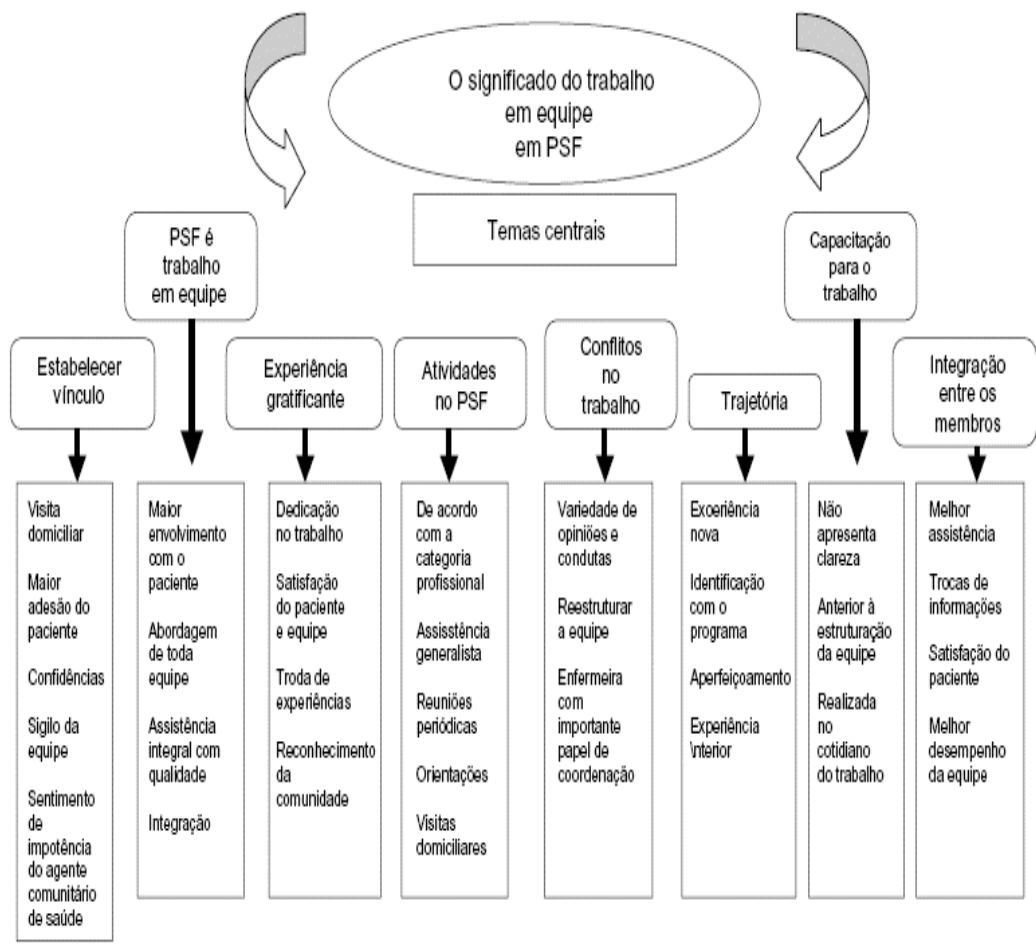 O significado do trabalho
em equipe
em PSF
Temas centrais
PSF é
trabalho
em equipe
Capacitação
para o
trabalho
Estabelecer
vínculo
Experiência
gratificante
Atividades
no PSF
Conflitos
no
trabalho
Trajetória
Integração
entre os
membros
Visita
domiciliar
Maior
adesão do
paciente
Confidências
Sigilo da
equipe
Sentimento
de
impotência
do agente
comunitário
de saúde
Maior
envolvimento
com o
paciente
Abordagem
de toda
equipe
Assistência
integral com
qualidade
Integração
Dedicação
no trabalho
Satisfação
do paciente
e equipe
Troda de
experiências
Reconhecimento
da
comunidade
De acordo
com a
categoria
profissional
Assisstência
generalista
Reuniões
periódicas
Orientações
Visitas
domiciliares
Variedade de
opiniões e
condutas
Reestruturar
a equipe
Enfermeira
com
importante
papel de
coordenação
Exoeriência
nova
Identificação
com o
programa
Aperfeiçoamento
Experiência
\nterior
Não
apresenta
clareza
Anterior à
estruturação
da equipe
Realizada
no
cotidiano
do trabalho
Melhor
assistência
Trocas de
informações
Satisfação do
paciente
Melhor
desempenho
da equipe